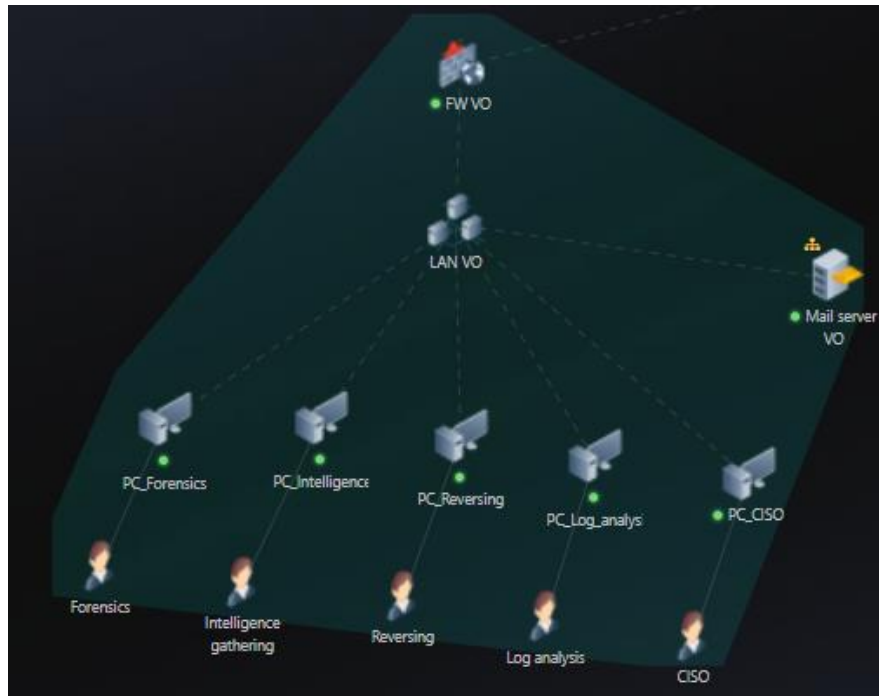 FW VO
LAN VO
Mail server
VO
PC_Forensics
PC_Intelligence
PC_Reversing
PC_Log_analys
PC_CISO
Forensics
Intelligence
gathering
Reversing
Log analysis
CISO